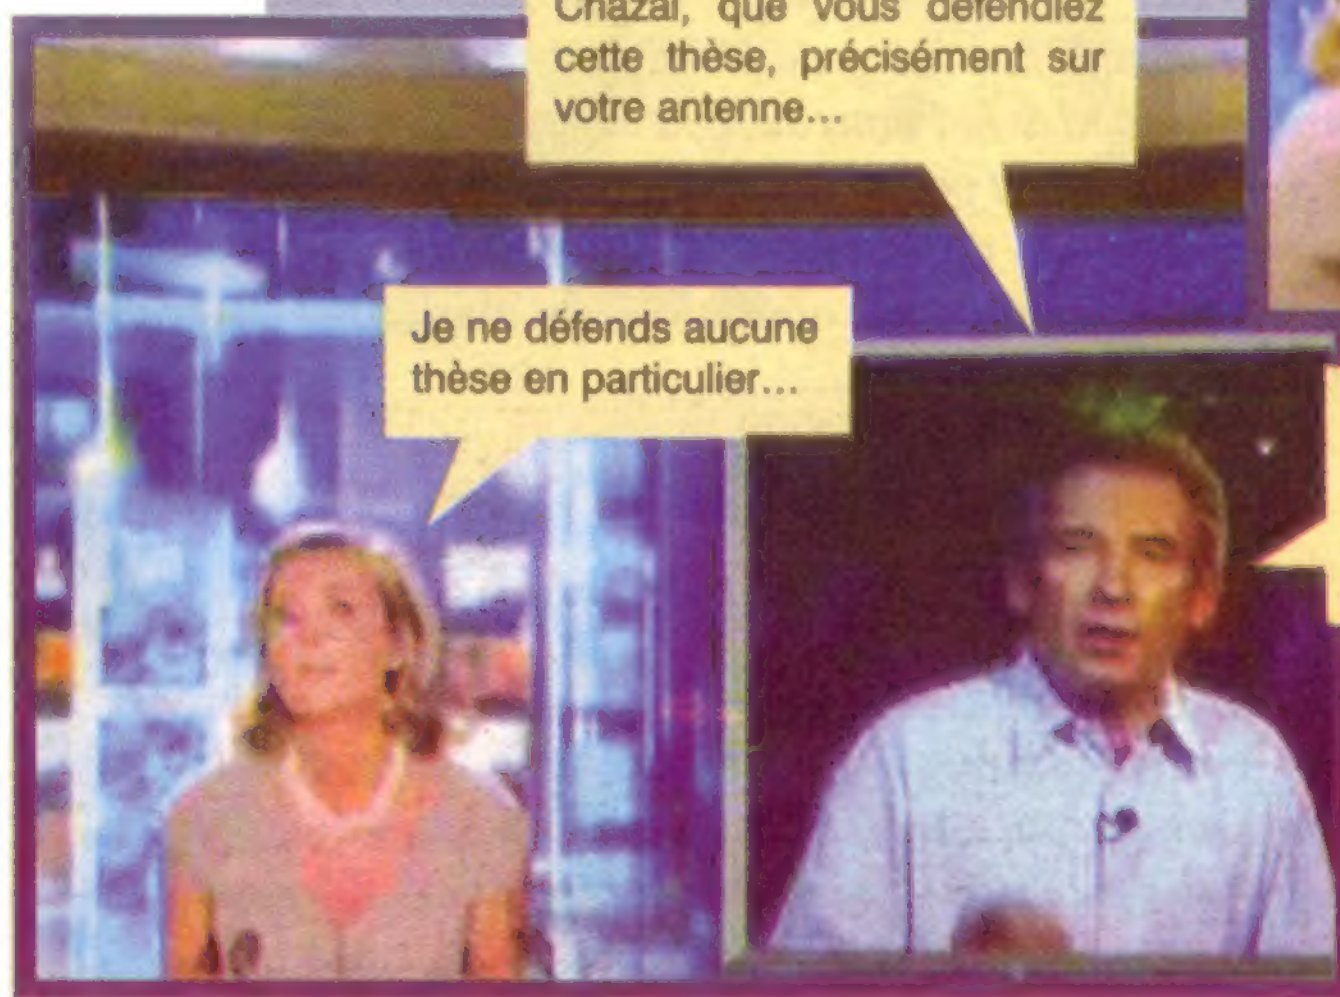 Chazal, que vous défendiez
cette thèse, précisément sur
votre antenne...
Je ne défends aucune
thèse en particulier...